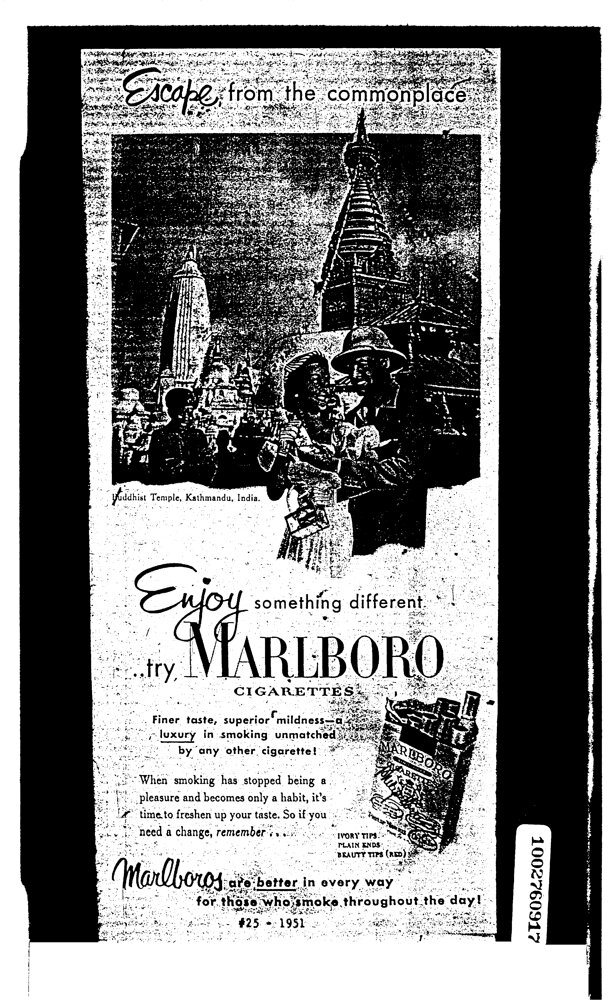 Escape from the commonplace
Buddhist Temple, Kathmandu, India.
Enjoy something different
..try MARLBORO
CIGARETTES
Finer taste, superior mildness—a
luxury in smoking unmatched
by any other cigarette!
When smoking has stopped being a
pleasure and becomes only a habit, it's
time to freshen up your taste. So if you
need a change, remember...
MARLBORO
IVORY TIPS
PLAIN ENDS
BEAUTY TIPS (RED)
Marlboros are better in every way
for those who smoke throughout the day!
#25 - 1951
1002760917